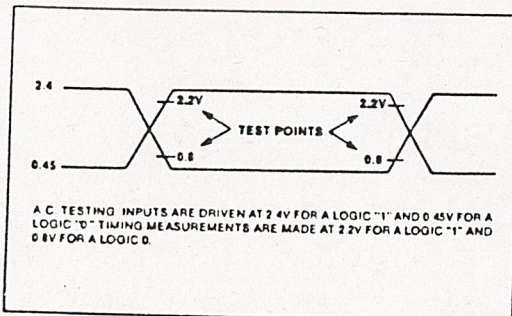 2.4
2.2V 2.2V
TEST POINTS
0.8 0.8
0.45
A.C. TESTING INPUTS ARE DRIVEN AT 2.4V FOR A LOGIC "1" AND 0.45V FOR A
LOGIC "0" TIMING MEASUREMENTS ARE MADE AT 2.2V FOR A LOGIC "1" AND
0.8V FOR A LOGIC 0.